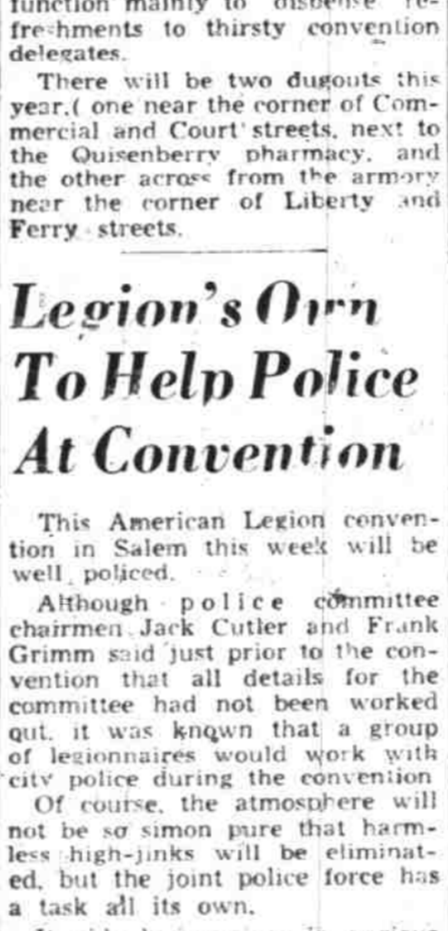 function mainly to dispense re-
freshments to thirsty convention
delegates.
There will be two dugouts this
year,( one near the corner of Com-
mercial and Court streets, next to
the Quisenberry pharmacy, and
the other across from the armory
near the corner of Liberty and
Ferry streets.
Legion's Own
To Help Police
At Convention
This American Legion conven-
tion in Salem this week will be
well policed.
Although police committee
chairmen Jack Cutler and Frank
Grimm said just prior to the con-
vention that all details for the
committee had not been worked
out, it was known that a group
of legionnaires would work with
city police during the convention
Of course, the atmosphere will
not be so simon pure that harm-
less high-jinks will be eliminat-
ed, but the joint police force has
a task all its own.